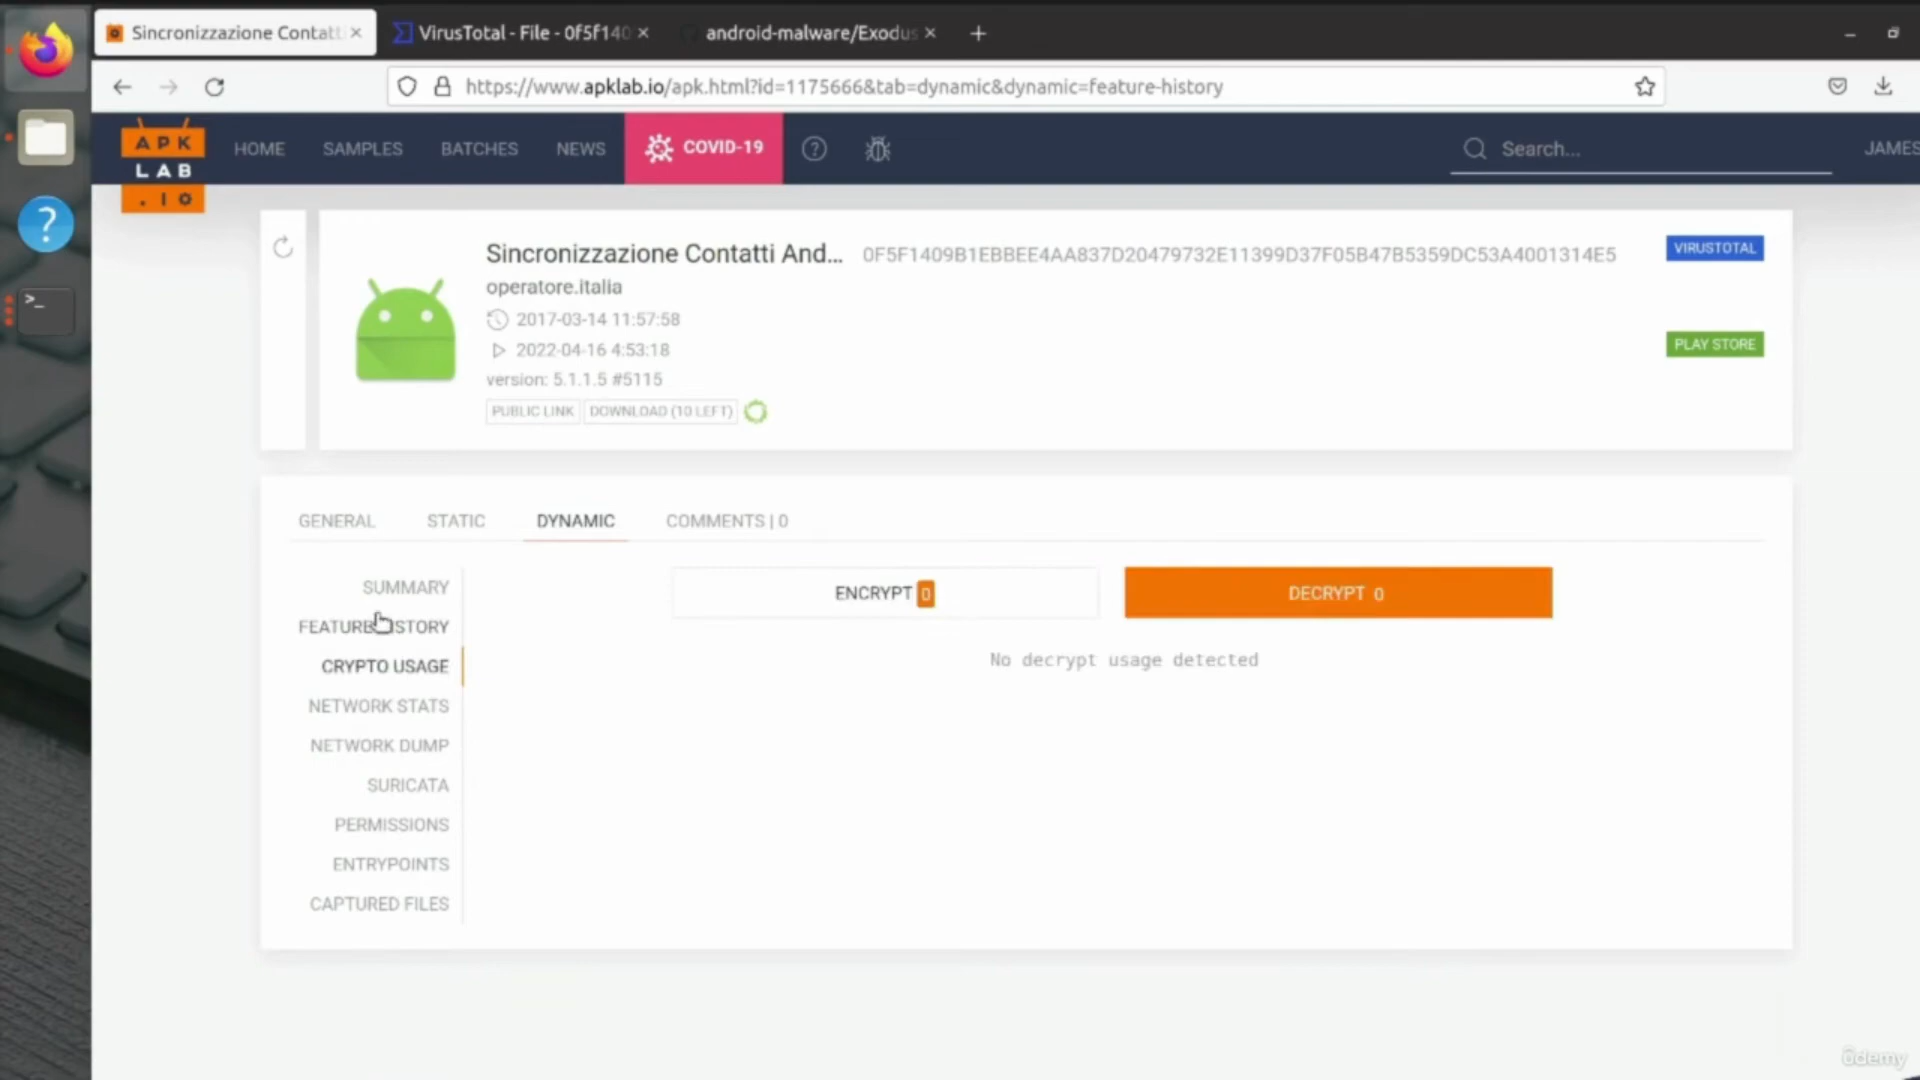 Sincronizzazione Contatt
VirusTotal - File - 0f5f140
android-malware/Exodus
https://www.apklab.io/apk.html?id=1175666&tab=dynamic&dynamic=feature-history
APK
LAB
.IO
HOME
SAMPLES
BATCHES
NEWS
COVID-19
Search...
JAMES
Sincronizzazione Contatti And...
0F5F1409B1EBBEE4AA837D20479732E11399D37F05B47B5359DC53A4001314E5
VIRUSTOTAL
operatore.italia
2017-03-14 11:57:58
2022-04-16 4:53:18
PLAY STORE
version: 5.1.1.5 #5115
PUBLIC LINK
DOWNLOAD (10 LEFT)
GENERAL
STATIC
DYNAMIC
COMMENTS | 0
SUMMARY
FEATURE HISTORY
CRYPTO USAGE
NETWORK STATS
NETWORK DUMP
SURICATA
PERMISSIONS
ENTRYPOINTS
CAPTURED FILES
ENCRYPT 0
DECRYPT 0
No decrypt usage detected
ûdemy